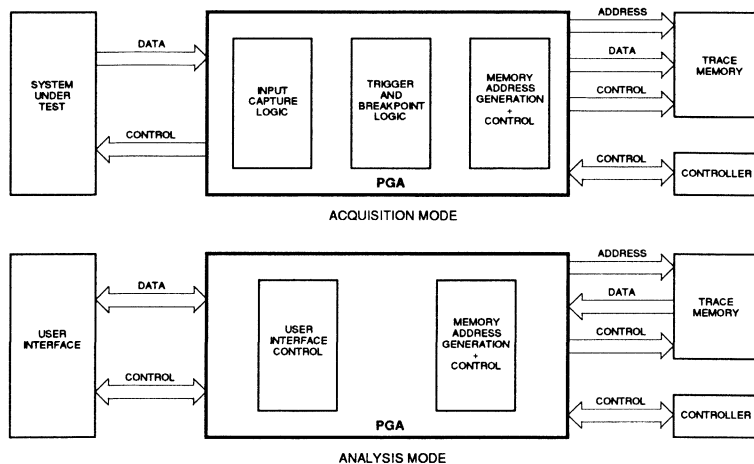 SYSTEM
UNDER
TEST
DATA
CONTROL
INPUT
CAPTURE
LOGIC
TRIGGER
AND
BREAKPOINT
LOGIC
MEMORY
ADDRESS
GENERATION
+
CONTROL
PGA
ADDRESS
DATA
CONTROL
TRACE
MEMORY
CONTROL
CONTROLLER
ACQUISITION MODE
USER
INTERFACE
DATA
CONTROL
USER
INTERFACE
CONTROL
MEMORY
ADDRESS
GENERATION
+
CONTROL
PGA
ADDRESS
DATA
CONTROL
TRACE
MEMORY
CONTROL
CONTROLLER
ANALYSIS MODE